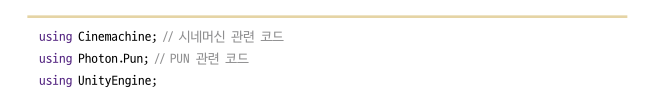 using Cinemachine; // 시네머신 관련 코드
using Photon.Pun; // PUN 관련 코드
using UnityEngine;